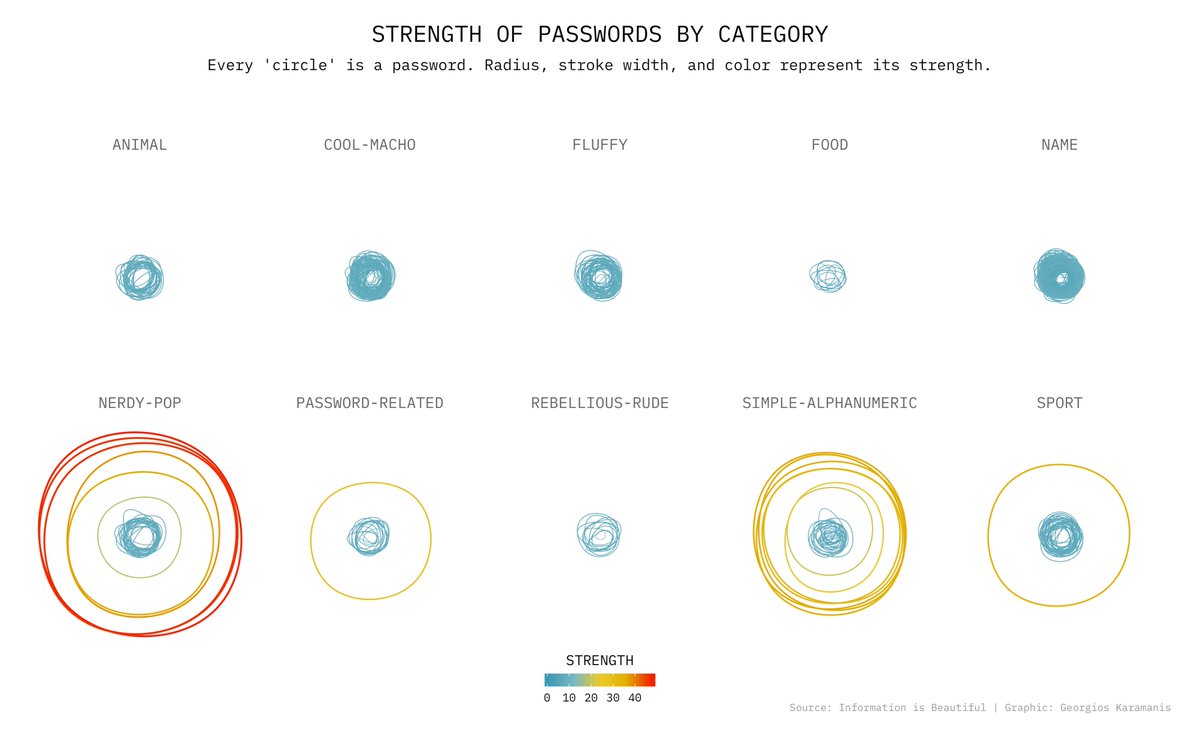 STRENGTH OF PASSWORDS BY CATEGORY
Every 'circle' is a password. Radius, stroke width, and color represent its strength.
ANIMAL COOL-MACHO FLUFFY FOOD NAME
NERDY-POP PASSWORD-RELATED REBELLIOUS-RUDE SIMPLE-ALPHANUMERIC SPORT
STRENGTH
0 10 20 30 40
Source: Information is Beautiful | Graphic: Georgios Karamanis